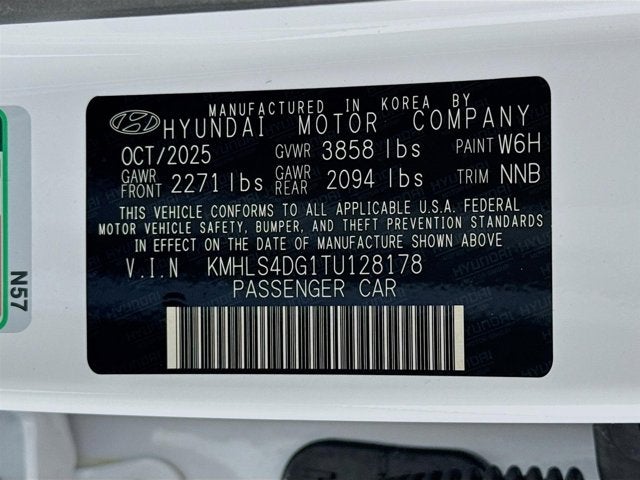 MANUFACTURED IN KOREA BY
HYUNDAI MOTOR COMPANY
OCT/2025 GVWR 3858 lbs PAINT W6H
GAWR FRONT 2271 lbs GAWR REAR 2094 lbs TRIM NNB
THIS VEHICLE CONFORMS TO ALL APPLICABLE U.S.A. FEDERAL
MOTOR VEHICLE SAFETY, BUMPER, AND THEFT PREVENTION STANDARDS
IN EFFECT ON THE DATE OF MANUFACTURE SHOWN ABOVE
V.I.N KMHLS4DG1TU128178
PASSENGER CAR
N57